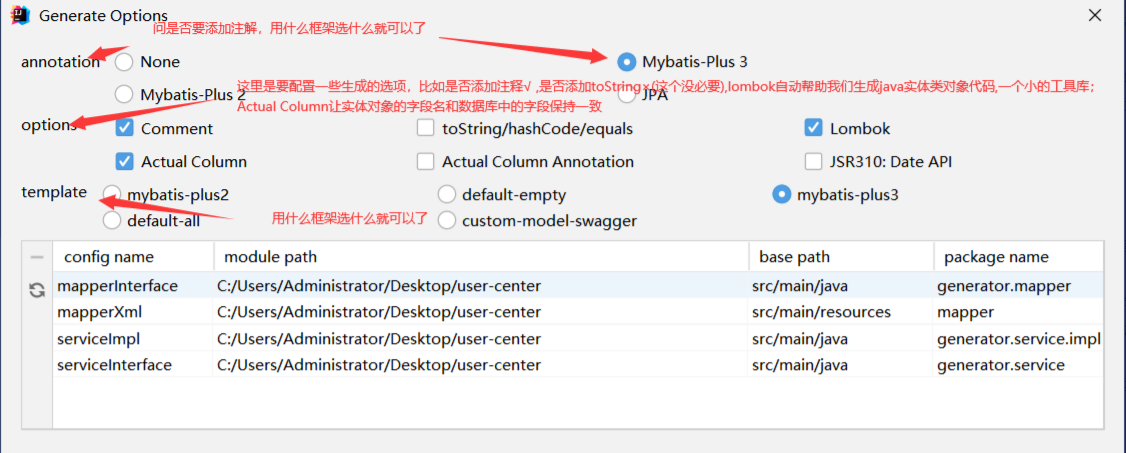 Generate Options
问是否要添加注解，用什么框架选什么就可以了
annotation None Mybatis-Plus 3
这里是要配置一些生成的选项，比如是否添加注释√ ,是否添加toString×(这个没必要),lombok自动帮助我们生成java实体类对象代码,一个小的工具库；
Mybatis-Plus 2 JPA
Actual Column让实体对象的字段名和数据库中的字段保持一致
options Comment toString/hashCode/equals Lombok
Actual Column Actual Column Annotation JSR310: Date API
template mybatis-plus2 default-empty mybatis-plus3
default-all 用什么框架选什么就可以了 custom-model-swagger
config name module path base path package name
mapperInterface C:/Users/Administrator/Desktop/user-center src/main/java generator.mapper
mapperXml C:/Users/Administrator/Desktop/user-center src/main/resources mapper
serviceImpl C:/Users/Administrator/Desktop/user-center src/main/java generator.service.impl
serviceInterface C:/Users/Administrator/Desktop/user-center src/main/java generator.service